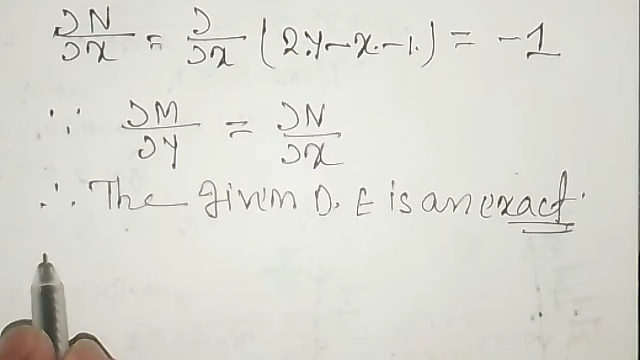 ∂N/∂x = ∂/∂x (2y-x-1) = -1
∵ ∂M/∂y = ∂N/∂x
∴ The given D.E is an exact.